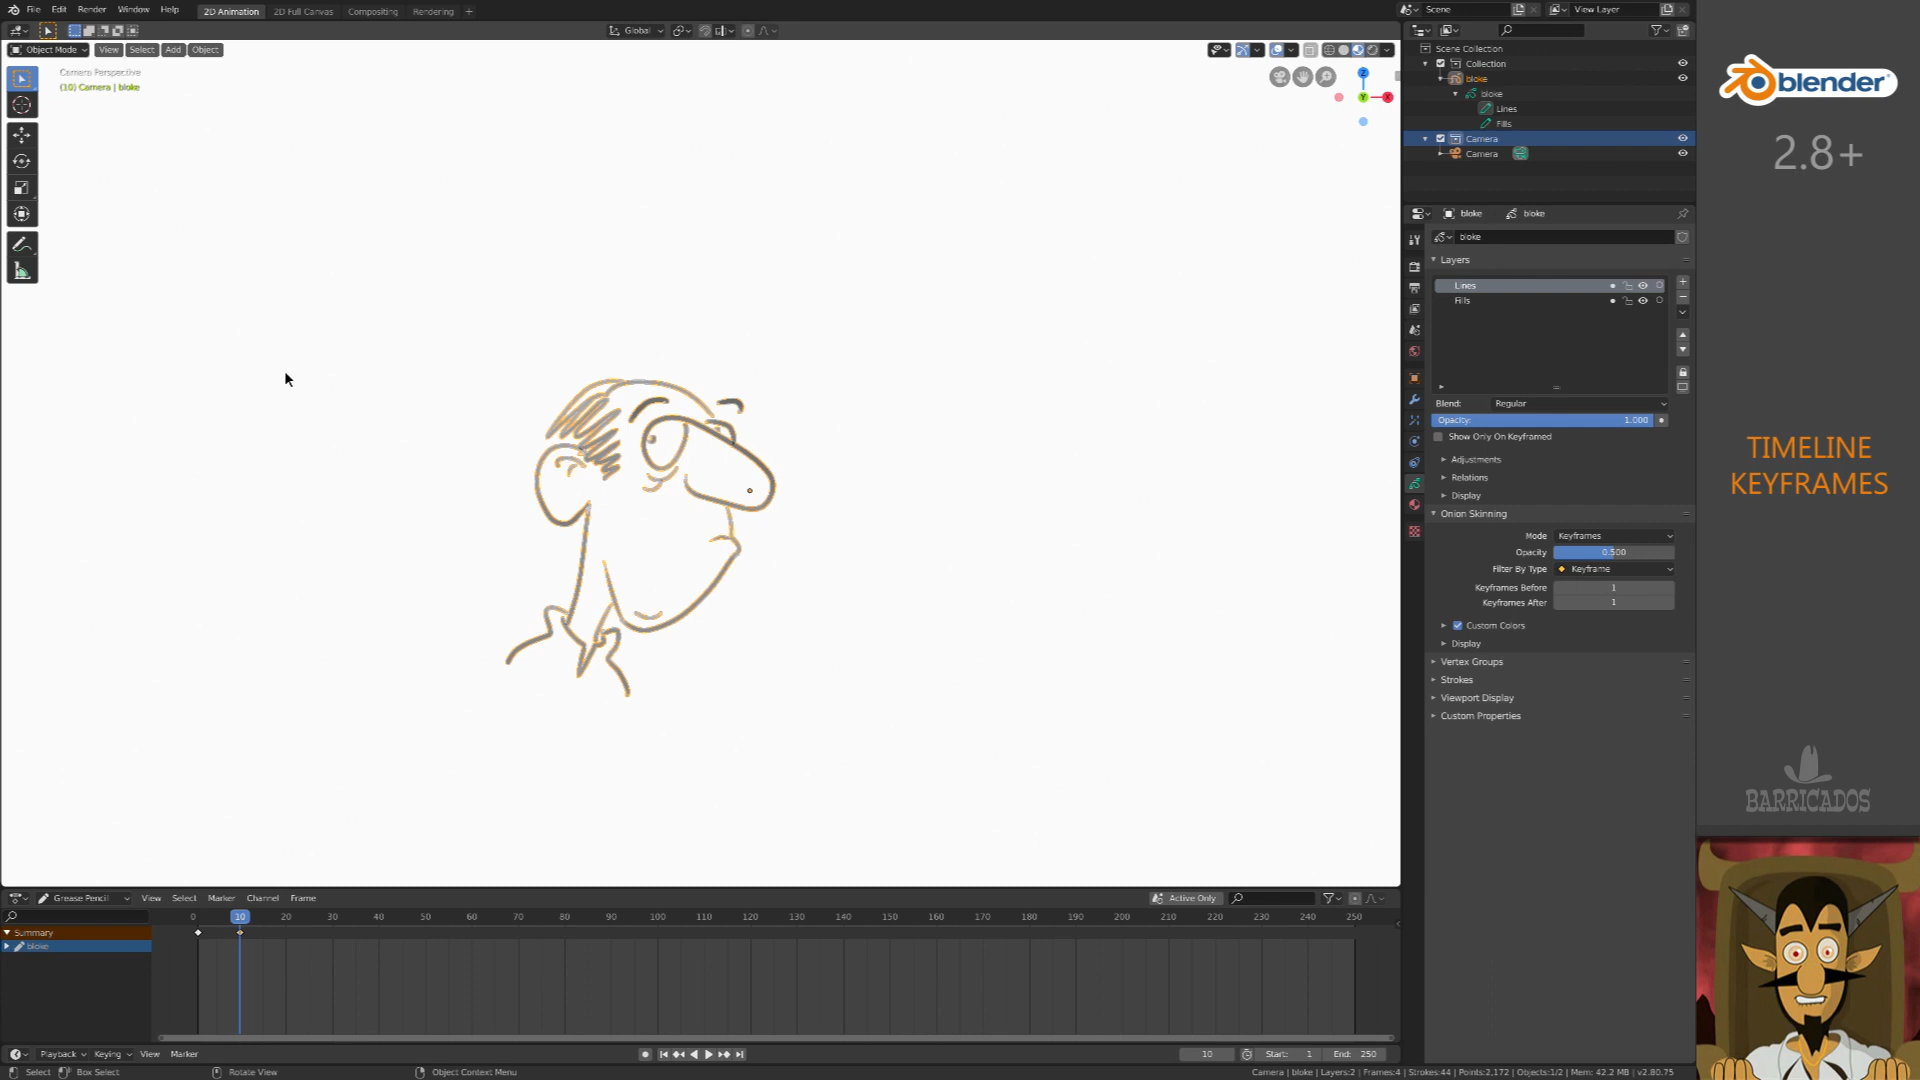 File Edit Render Window Help 2D Animation 2D Full Canvas Compositing Rendering + Scene View Layer
Global
Object Mode View Select Add Object
Camera Perspective
(10) Camera | bloke
Z
Y X
Scene Collection
Collection
bloke
bloke
Lines
Fills
Camera
Camera
bloke bloke
bloke
Layers
Lines
Fills
Blend: Regular
Opacity: 1.000
Show Only On Keyframed
Adjustments
Relations
Display
Onion Skinning
Mode Keyframes
Opacity 0.500
Filter By Type Keyframe
Keyframes Before 1
Keyframes After 1
Custom Colors
Display
Vertex Groups
Strokes
Viewport Display
Custom Properties
blender
2.8+
TIMELINE
KEYFRAMES
BARRICADOS
Grease Pencil View Select Marker Channel Frame Active Only
0 10 20 30 40 50 60 70 80 90 100 110 120 130 140 150 160 170 180 190 200 210 220 230 240 250
Summary
bloke
Playback Keying View Marker 10 Start: 1 End: 250
Select Box Select Rotate View Object Context Menu Camera | bloke | Layers:2 | Frames:4 | Strokes:44 | Points:2,172 | Objects:1/2 | Mem: 42.2 MB | v2.80.75